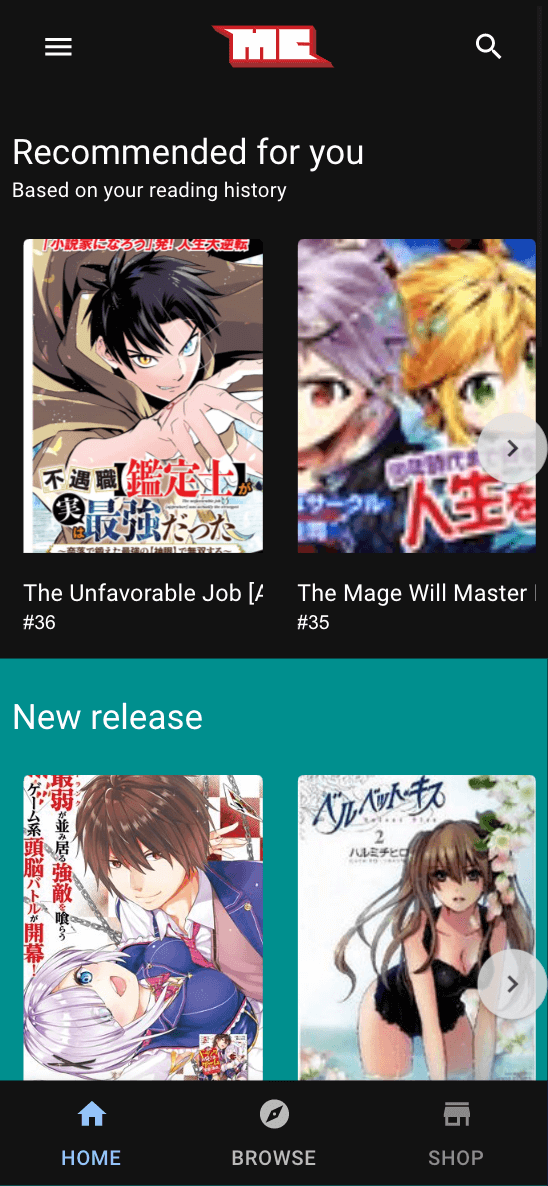 MC
Recommended for you
Based on your reading history
「小説家になろう」発!人生大逆転
不遇職【鑑定士】が
実は最強だった
～奈落で鍛えた最強の【神眼】で無双する～
サークル
人生を
The Unfavorable Job [A
The Mage Will Master
#36
#35
New release
最弱が並み居る強敵を喰らう
ゲーム系頭脳バトルが開幕!
ベルベット・キス
2
ハルミチヒロ
HOME
BROWSE
SHOP